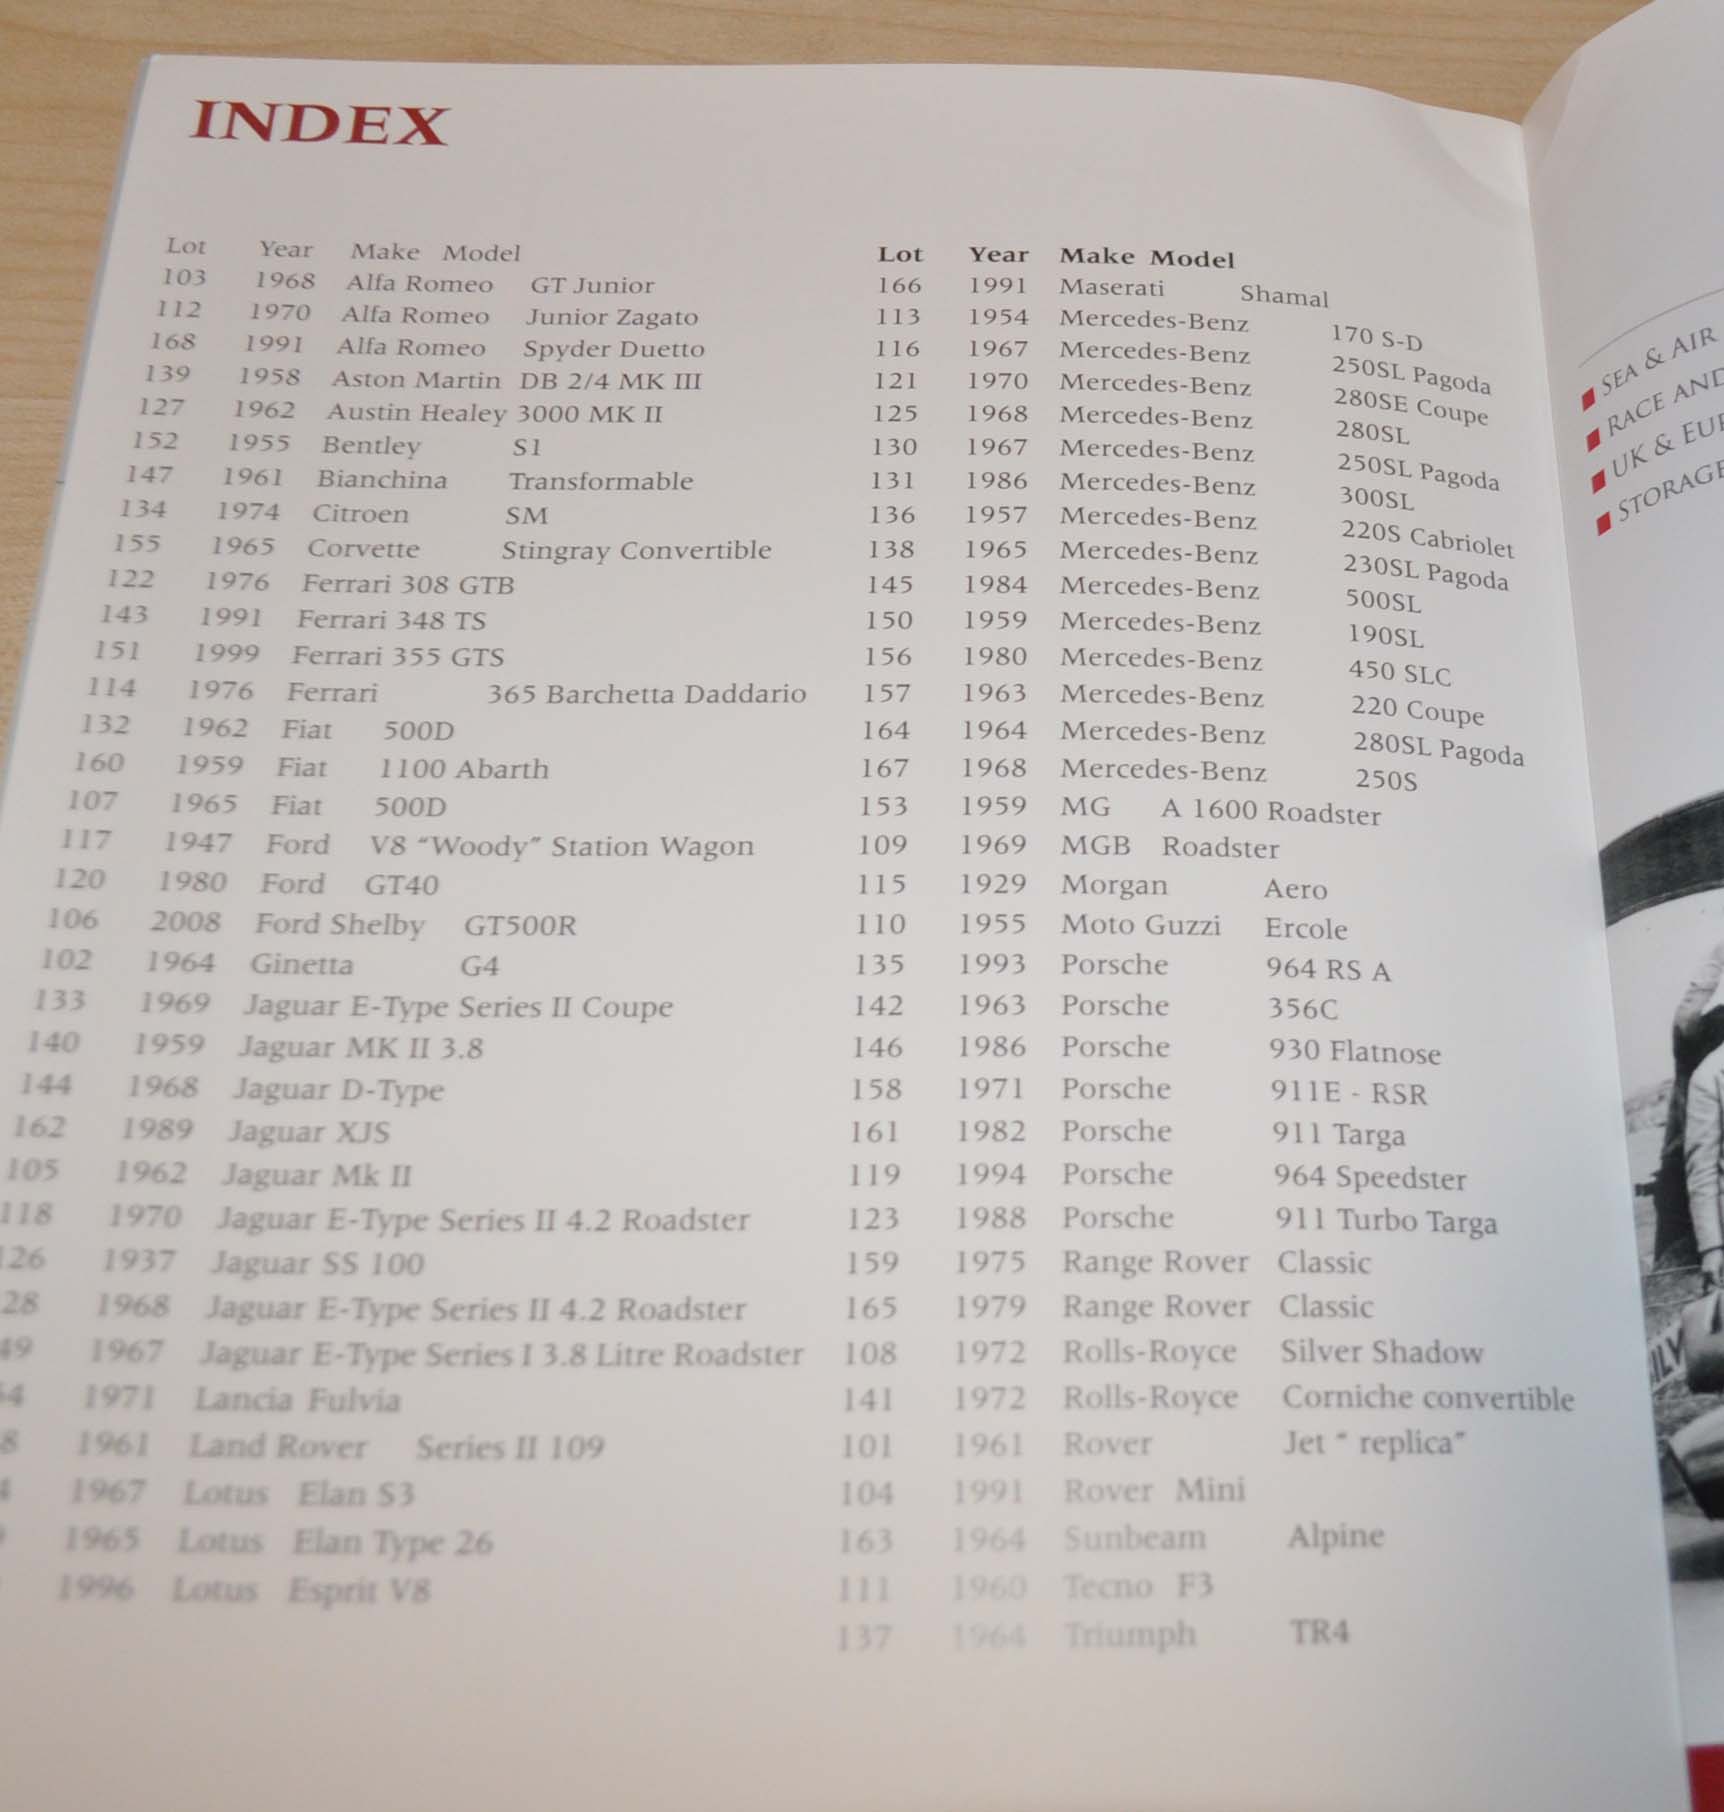 INDEX
Lot Year Make Model
103 1968 Alfa Romeo GT Junior
112 1970 Alfa Romeo Junior Zagato
168 1991 Alfa Romeo Spyder Duetto
139 1958 Aston Martin DB 2/4 MK III
127 1962 Austin Healey 3000 MK II
152 1955 Bentley S1
147 1961 Bianchina Transformable
134 1974 Citroen SM
155 1965 Corvette Stingray Convertible
122 1976 Ferrari 308 GTB
143 1991 Ferrari 348 TS
151 1999 Ferrari 355 GTS
114 1976 Ferrari 365 Barchetta Daddario
132 1962 Fiat 500D
160 1959 Fiat 1100 Abarth
107 1965 Fiat 500D
117 1947 Ford V8 “Woody” Station Wagon
120 1980 Ford GT40
106 2008 Ford Shelby GT500R
102 1964 Ginetta G4
133 1969 Jaguar E-Type Series II Coupe
140 1959 Jaguar MK II 3.8
144 1968 Jaguar D-Type
162 1989 Jaguar XJS
105 1962 Jaguar Mk II
118 1970 Jaguar E-Type Series II 4.2 Roadster
126 1937 Jaguar SS 100
28 1968 Jaguar E-Type Series II 4.2 Roadster
49 1967 Jaguar E-Type Series I 3.8 Litre Roadster
4 1971 Lancia Fulvia
8 1961 Land Rover Series II 109
1967 Lotus Elan S3
1965 Lotus Elan Type 26
1996 Lotus Esprit V8
Lot Year Make Model
166 1991 Maserati Shamal
113 1954 Mercedes-Benz 170 S-D
116 1967 Mercedes-Benz 250SL Pagoda
121 1970 Mercedes-Benz 280SE Coupe
125 1968 Mercedes-Benz 280SL
130 1967 Mercedes-Benz 250SL Pagoda
131 1986 Mercedes-Benz 300SL
136 1957 Mercedes-Benz 220S Cabriolet
138 1965 Mercedes-Benz 230SL Pagoda
145 1984 Mercedes-Benz 500SL
150 1959 Mercedes-Benz 190SL
156 1980 Mercedes-Benz 450 SLC
157 1963 Mercedes-Benz 220 Coupe
164 1964 Mercedes-Benz 280SL Pagoda
167 1968 Mercedes-Benz 250S
153 1959 MG A 1600 Roadster
109 1969 MGB Roadster
115 1929 Morgan Aero
110 1955 Moto Guzzi Ercole
135 1993 Porsche 964 RS A
142 1963 Porsche 356C
146 1986 Porsche 930 Flatnose
158 1971 Porsche 911E - RSR
161 1982 Porsche 911 Targa
119 1994 Porsche 964 Speedster
123 1988 Porsche 911 Turbo Targa
159 1975 Range Rover Classic
165 1979 Range Rover Classic
108 1972 Rolls-Royce Silver Shadow
141 1972 Rolls-Royce Corniche convertible
101 1961 Rover Jet “ replica”
104 1991 Rover Mini
163 1964 Sunbeam Alpine
111 1960 Tecno F3
137 1964 Triumph TR4
SEA & AIR
RACE AND
UK & EUR
STORAGE